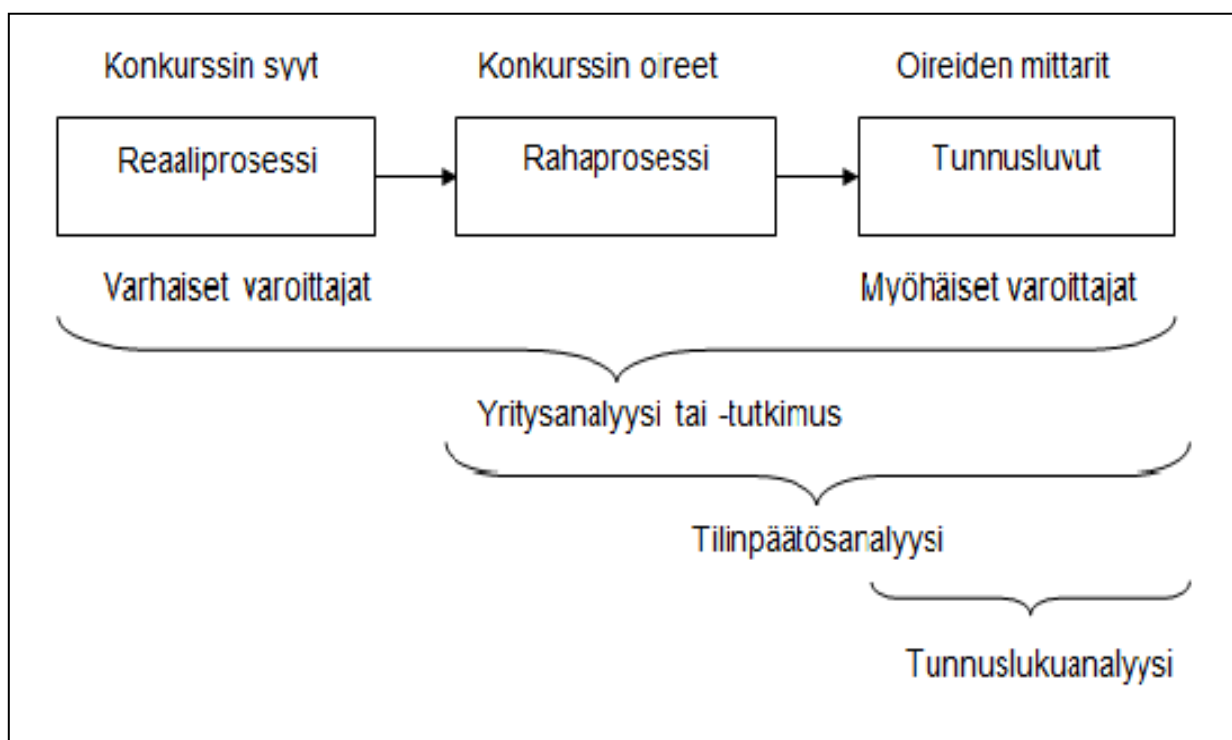 Konkurssin syyt
Konkurssin oireet
Oireiden mittarit
Reaaliprosessi
Rahaprosessi
Tunnusluvut
Varhaiset varoittajat
Myöhäiset varoittajat
Yritysanalyysi tai -tutkimus
Tilinpäätösanalyysi
Tunnuslukuanalyysi